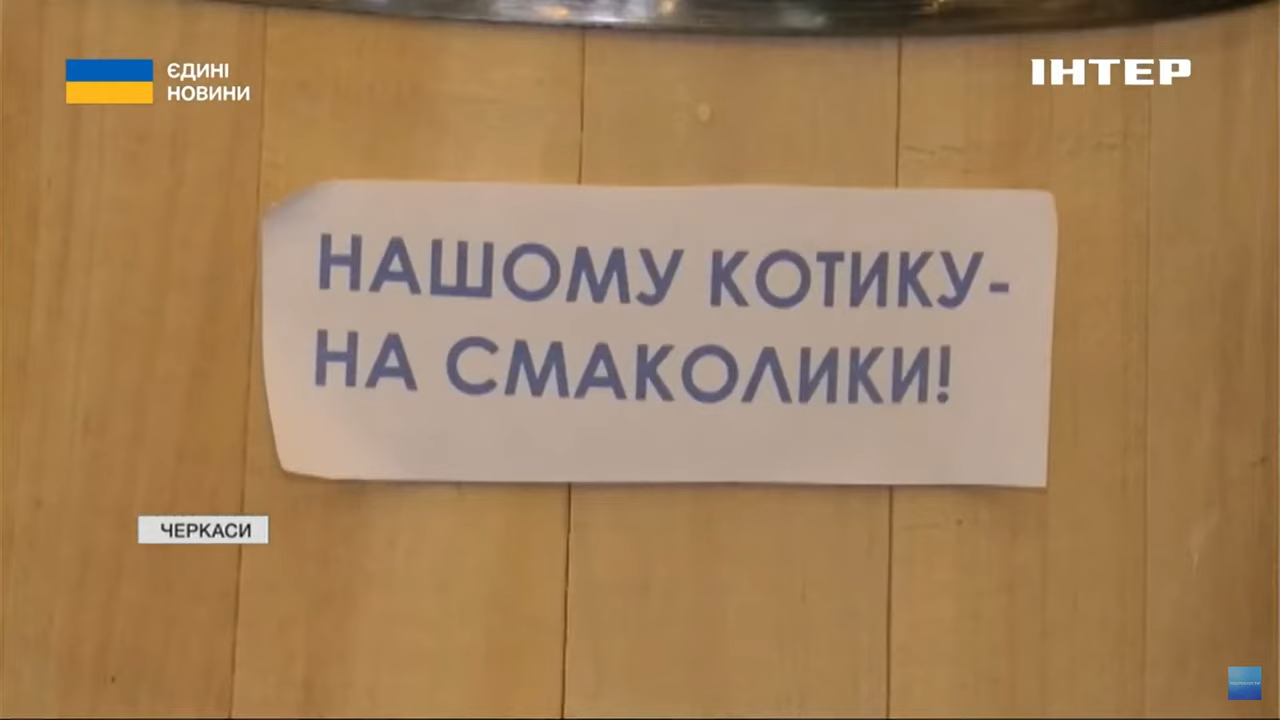 ЄДИНІ
НОВИНИ
ІНТЕР
НАШОМУ КОТИКУ-
НА СМАКОЛИКИ!
ЧЕРКАСИ